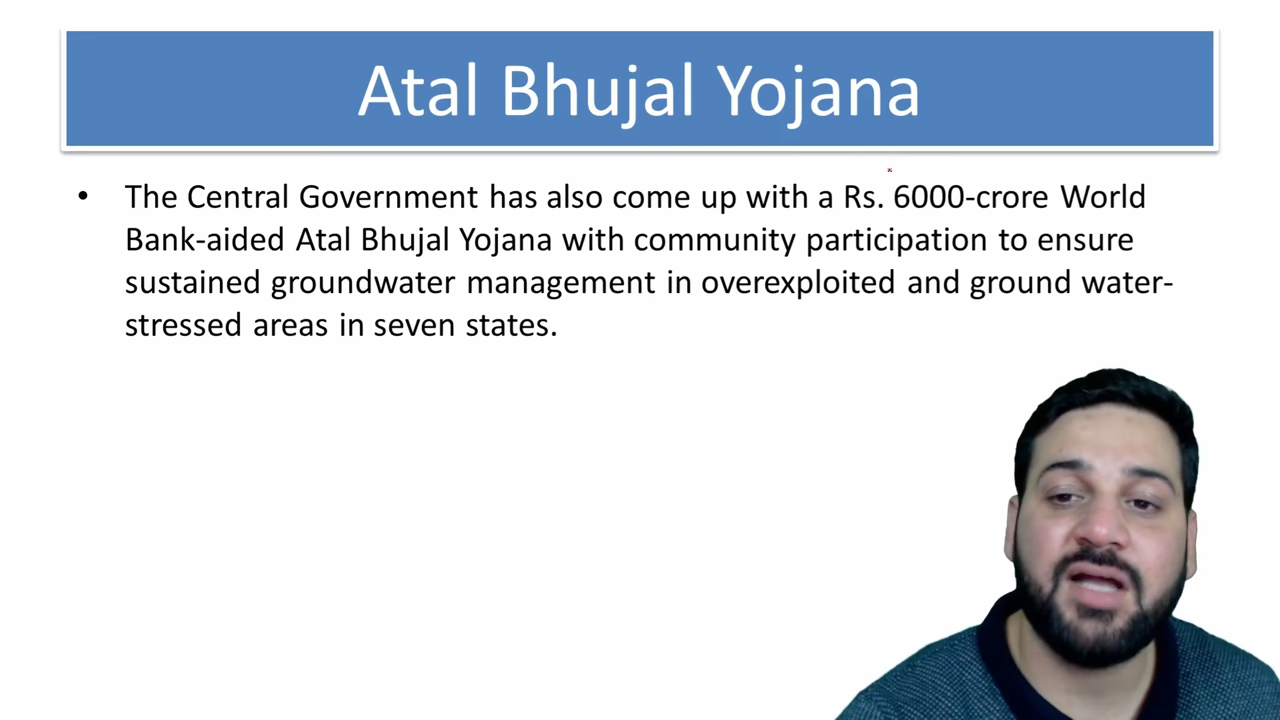 Atal Bhujal Yojana
• The Central Government has also come up with a Rs. 6000-crore World
Bank-aided Atal Bhujal Yojana with community participation to ensure
sustained groundwater management in overexploited and ground water-
stressed areas in seven states.